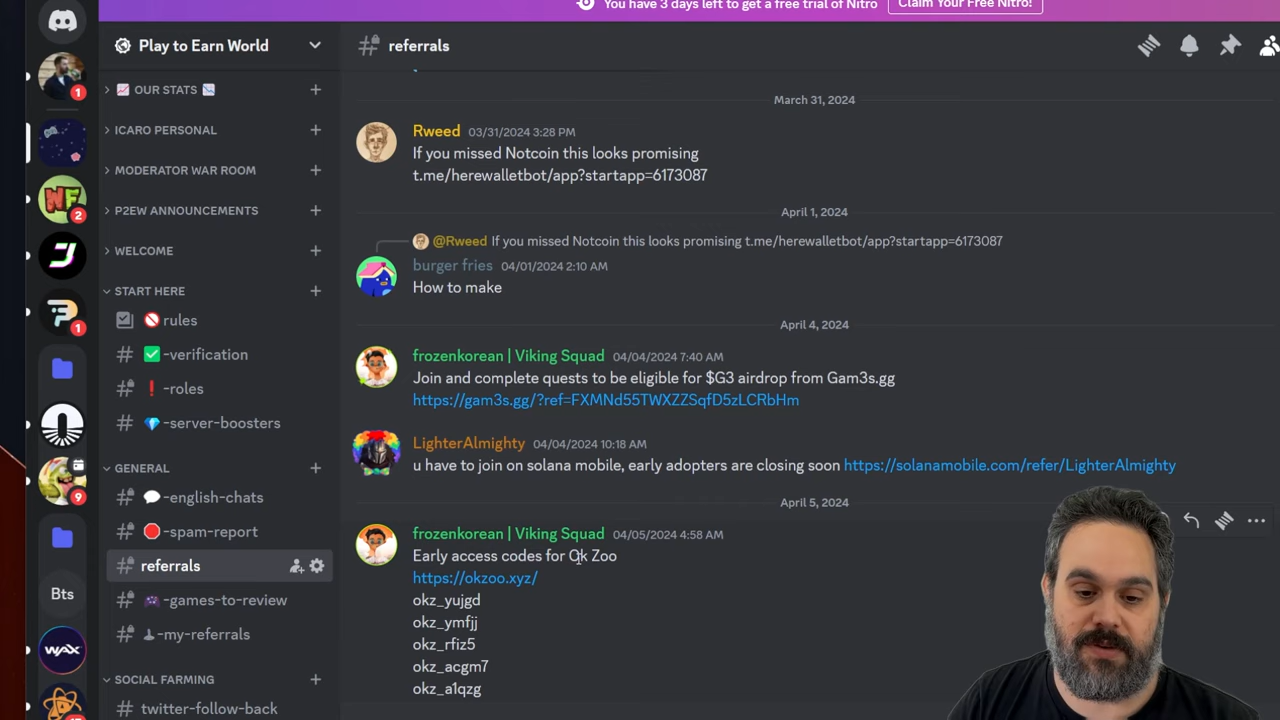 You have 3 days left to get a free trial of Nitro
Claim Your Free Nitro!
Play to Earn World
referrals
OUR STATS
ICARO PERSONAL
MODERATOR WAR ROOM
P2EW ANNOUNCEMENTS
WELCOME
START HERE
rules
-verification
-roles
-server-boosters
GENERAL
-english-chats
-spam-report
referrals
-games-to-review
-my-referrals
SOCIAL FARMING
twitter-follow-back
1
WF
2
1
9
Bts
WAX
March 31, 2024
Rweed 03/31/2024 3:28 PM
If you missed Notcoin this looks promising
t.me/herewalletbot/app?startapp=6173087
April 1, 2024
@Rweed If you missed Notcoin this looks promising t.me/herewalletbot/app?startapp=6173087
burger fries 04/01/2024 2:10 AM
How to make
April 4, 2024
frozenkorean | Viking Squad 04/04/2024 7:40 AM
Join and complete quests to be eligible for $G3 airdrop from Gam3s.gg
https://gam3s.gg/?ref=FXMNd55TWXZZSqfD5zLCRbHm
LighterAlmighty 04/04/2024 10:18 AM
u have to join on solana mobile, early adopters are closing soon https://solanamobile.com/refer/LighterAlmighty
April 5, 2024
frozenkorean | Viking Squad 04/05/2024 4:58 AM
Early access codes for Ok Zoo
https://okzoo.xyz/
okz_yujgd
okz_ymfjj
okz_rfiz5
okz_acgm7
okz_a1qzg